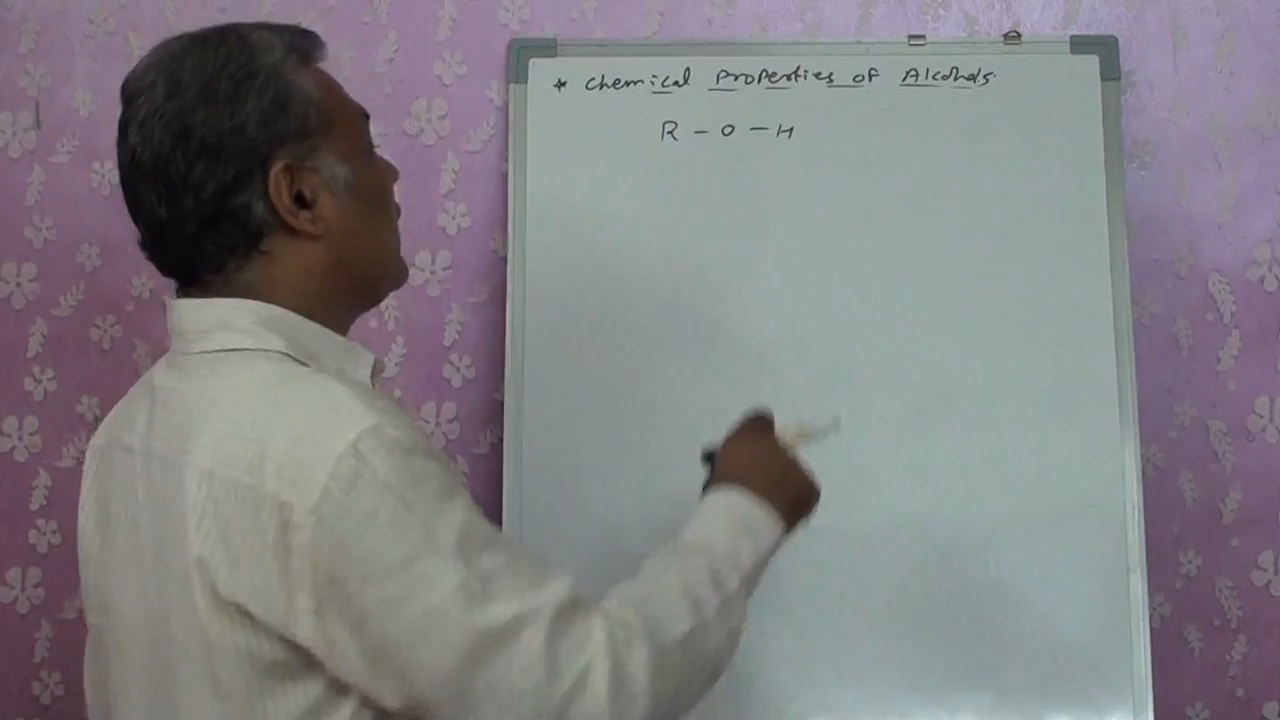 * Chemical Properties of Alcohols.
R - O - H